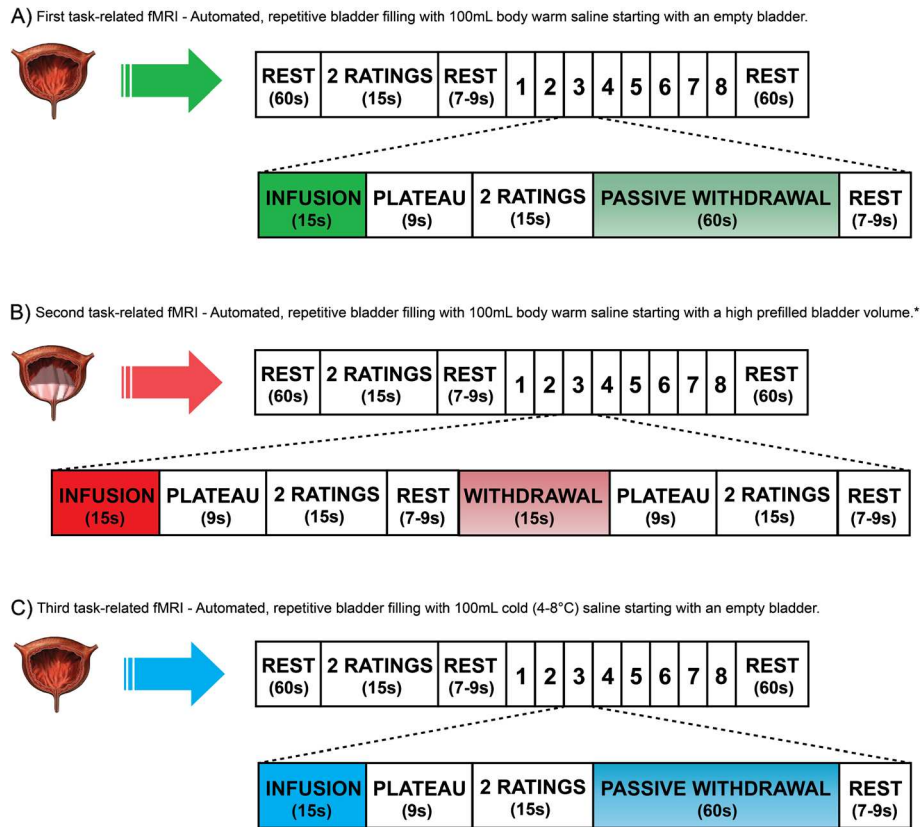 A) First task-related fMRI - Automated, repetitive bladder filling with 100mL body warm saline starting with an empty bladder.
REST 2 RATINGS REST 1 2 3 4 5 6 7 8 REST
(60s) (15s) (7-9s) (60s)
INFUSION PLATEAU 2 RATINGS PASSIVE WITHDRAWAL REST
(15s) (9s) (15s) (60s) (7-9s)
B) Second task-related fMRI - Automated, repetitive bladder filling with 100mL body warm saline starting with a high prefilled bladder volume.*
REST 2 RATINGS REST 1 2 3 4 5 6 7 8 REST
(60s) (15s) (7-9s) (60s)
INFUSION PLATEAU 2 RATINGS REST WITHDRAWAL PLATEAU 2 RATINGS REST
(15s) (9s) (15s) (7-9s) (15s) (9s) (15s) (7-9s)
C) Third task-related fMRI - Automated, repetitive bladder filling with 100mL cold (4-8°C) saline starting with an empty bladder.
REST 2 RATINGS REST 1 2 3 4 5 6 7 8 REST
(60s) (15s) (7-9s) (60s)
INFUSION PLATEAU 2 RATINGS PASSIVE WITHDRAWAL REST
(15s) (9s) (15s) (60s) (7-9s)